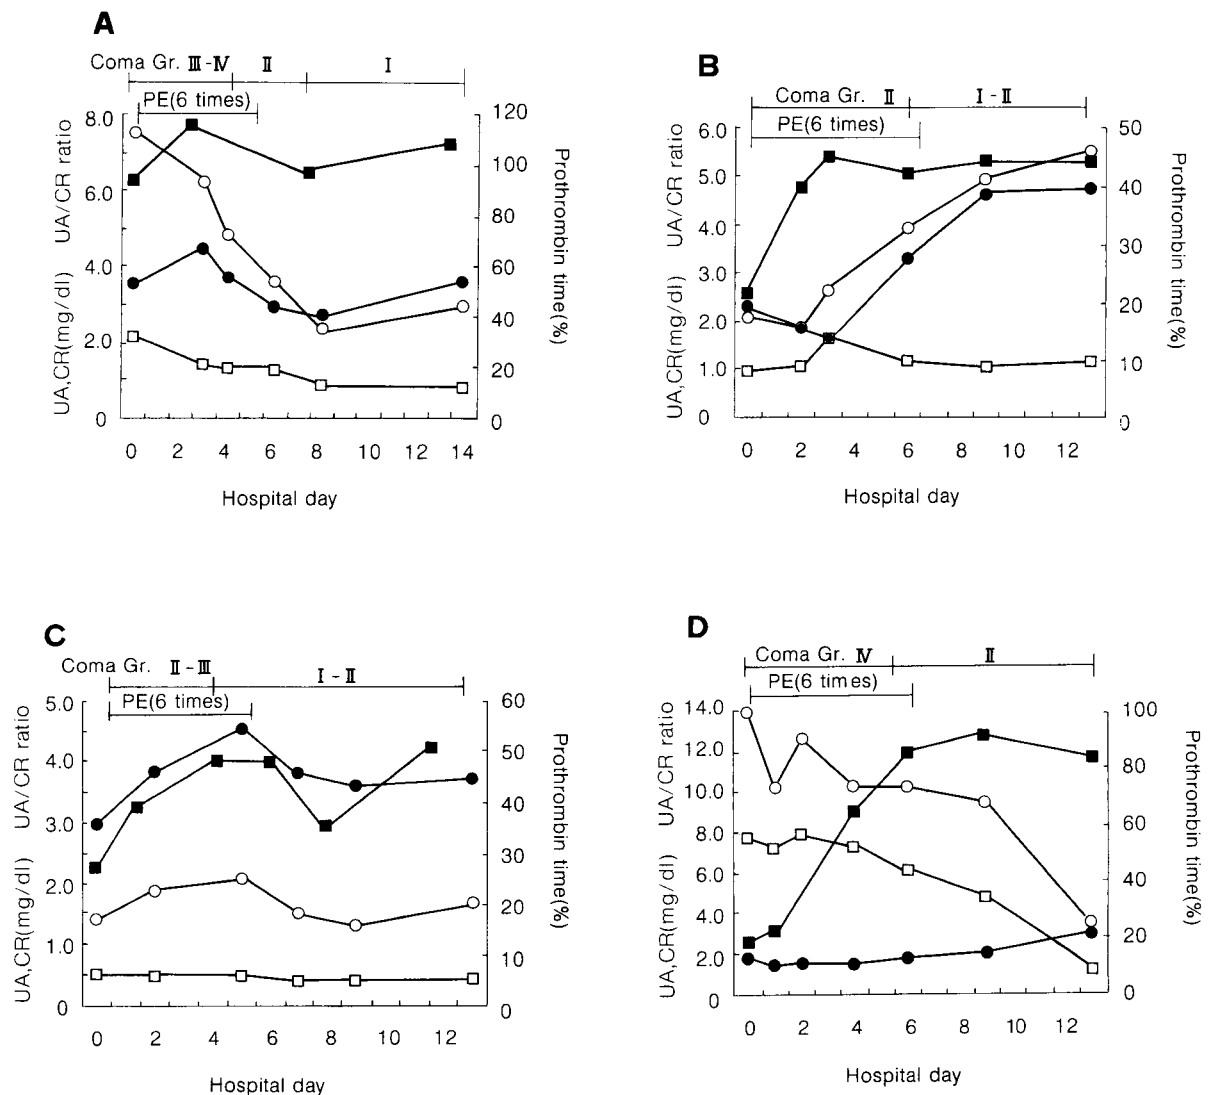 A
Coma Gr. Ⅲ-Ⅳ Ⅱ Ⅰ
PE(6 times)
8.0
6.0
4.0
2.0
0
UA,CR(mg/dl) UA/CR ratio
120
100
80
60
40
20
0
Prothrombin time(%)
0 2 4 6 8 10 12 14
Hospital day
B
Coma Gr. Ⅱ Ⅰ-Ⅱ
PE(6 times)
6.0
5.0
4.0
3.0
2.0
1.0
0
UA,CR(mg/dl) UA/CR ratio
50
40
30
20
10
0
Prothrombin time(%)
0 2 4 6 8 10 12
Hospital day
C
Coma Gr. Ⅱ-Ⅲ Ⅰ-Ⅱ
PE(6 times)
5.0
4.0
3.0
2.0
1.0
0
UA,CR(mg/dl) UA/CR ratio
60
50
40
30
20
10
0
Prothrombin time(%)
0 2 4 6 8 10 12
Hospital day
D
Coma Gr. Ⅳ Ⅱ
PE(6 times)
14.0
12.0
10.0
8.0
6.0
4.0
2.0
0
UA,CR(mg/dl) UA/CR ratio
100
80
60
40
20
0
Prothrombin time(%)
0 2 4 6 8 10 12
Hospital day